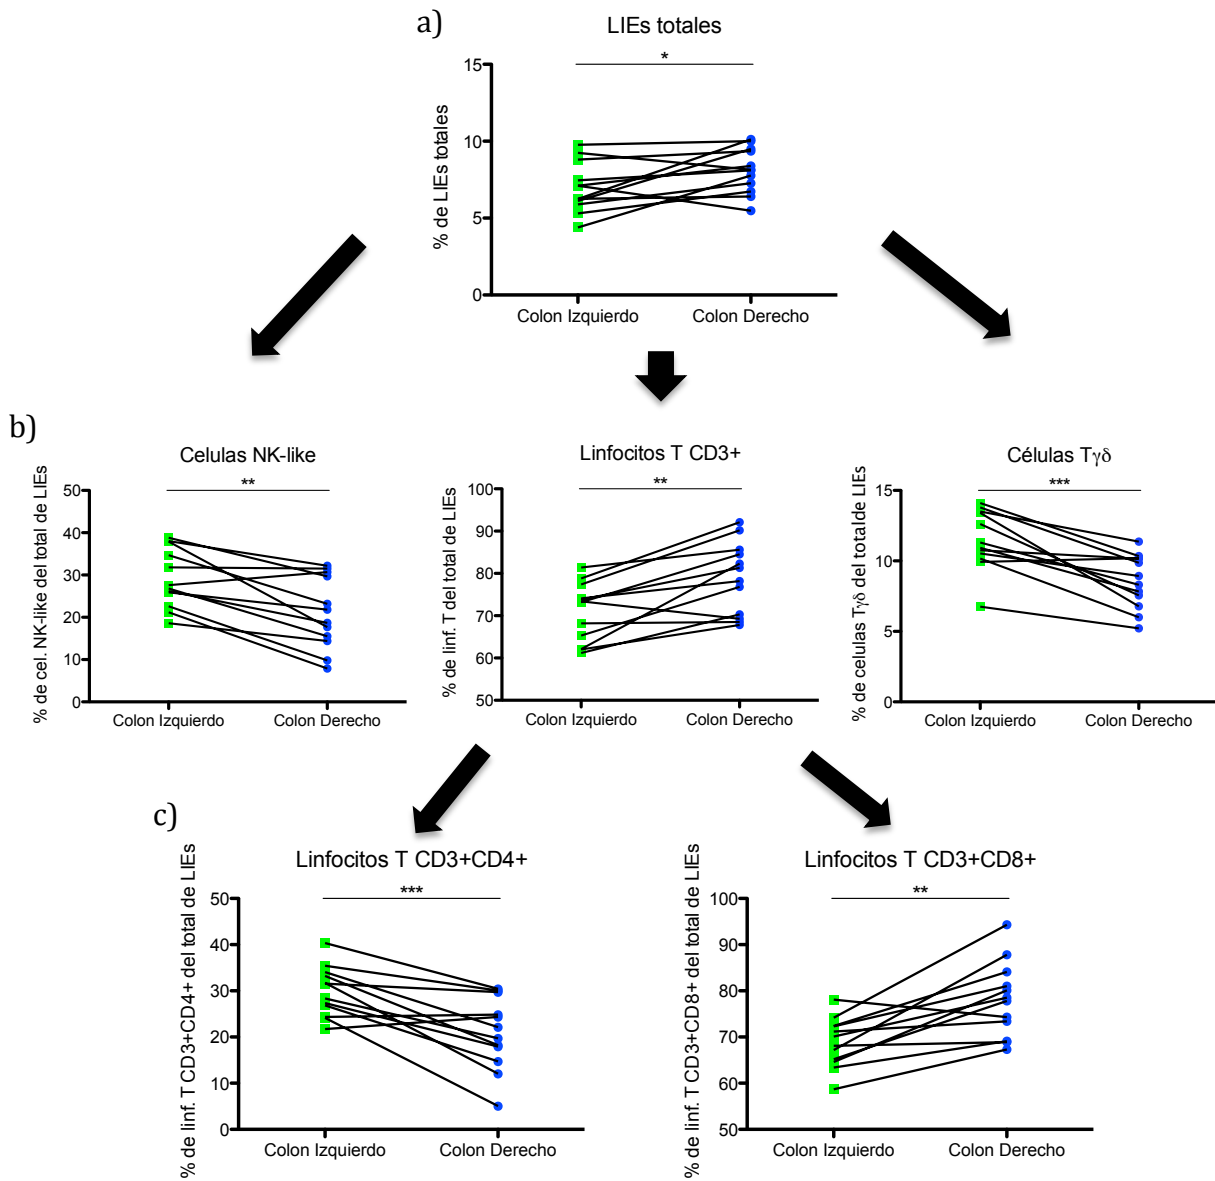 a)
LIEs totales
*
% de LIEs totales
15
10
5
0
Colon Izquierdo
Colon Derecho
b)
Celulas NK-like
**
% de cel. NK-like del total de LIEs
50
40
30
20
10
0
Colon Izquierdo
Colon Derecho
Linfocitos T CD3+
**
% de linf. T del total de LIEs
100
90
80
70
60
50
Colon Izquierdo
Colon Derecho
Células Tγδ
***
% de celulas Tγδ del total de LIEs
15
10
5
0
Colon Izquierdo
Colon Derecho
c)
Linfocitos T CD3+CD4+
***
% de linf. T CD3+CD4+ del total de LIEs
50
40
30
20
10
0
Colon Izquierdo
Colon Derecho
Linfocitos T CD3+CD8+
**
% de linf. T CD3+CD8+ del total de LIEs
100
90
80
70
60
50
Colon Izquierdo
Colon Derecho